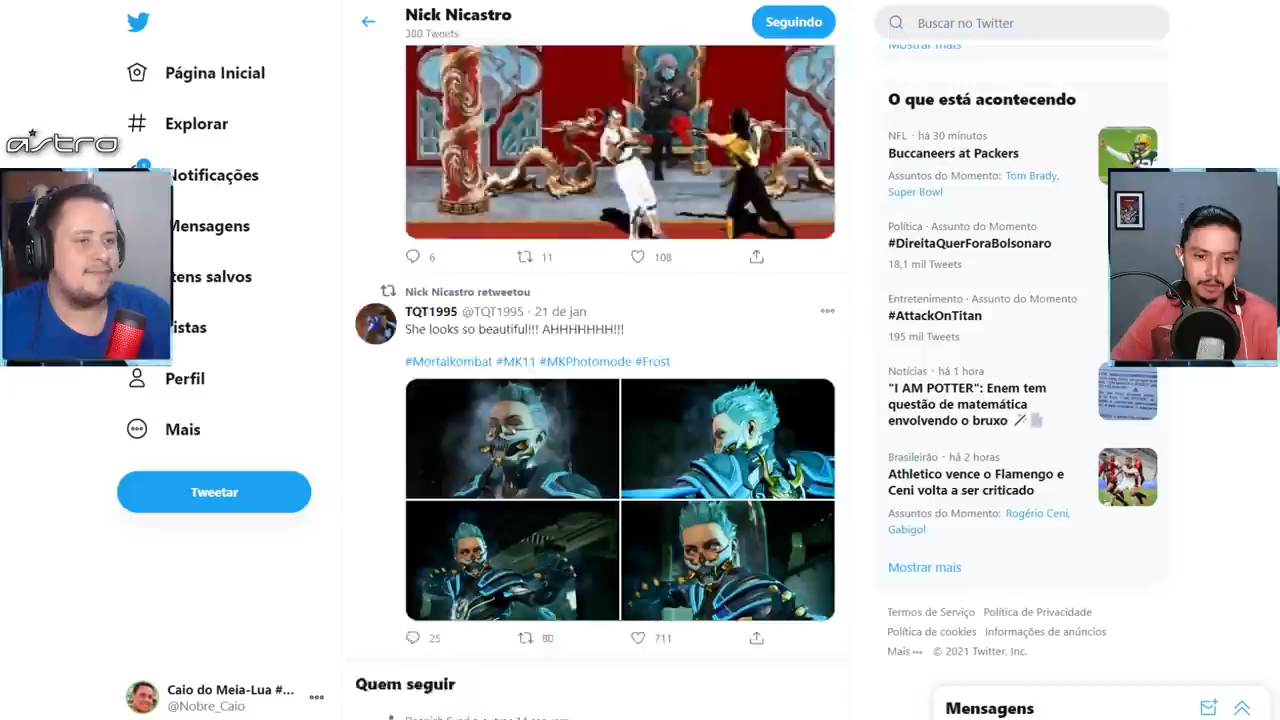 astro
Página Inicial
Explorar
1
Notificações
Mensagens
tens salvos
istas
Perfil
Mais
Tweetar
Caio do Meia-Lua #...
@Nobre_Caio
Nick Nicastro
Seguindo
Tweets
6
11
108
Nick Nicastro retweetou
TQT1995 @TQT1995 · 21 de jan
She looks so beautiful!!! AHHHHHHH!!!
#Mortalkombat #MK11 #MKPhotomode #Frost
25
80
711
Quem seguir
Buscar no Twitter
Mostrar mais
O que está acontecendo
NFL · há 30 minutos
Buccaneers at Packers
Assuntos do Momento: Tom Brady,
Super Bowl
Política · Assunto do Momento
#DireitaQuerForaBolsonaro
18,1 mil Tweets
Entretenimento · Assunto do Momento
#AttackOnTitan
195 mil Tweets
Notícias · há 1 hora
"I AM POTTER": Enem tem
questão de matemática
envolvendo o bruxo
Brasileirão · há 2 horas
Athletico vence o Flamengo e
Ceni volta a ser criticado
Assuntos do Momento: Rogério Ceni,
Gabigol
Mostrar mais
Termos de Serviço Política de Privacidade
Política de cookies Informações de anúncios
Mais ••• © 2021 Twitter, Inc.
Mensagens